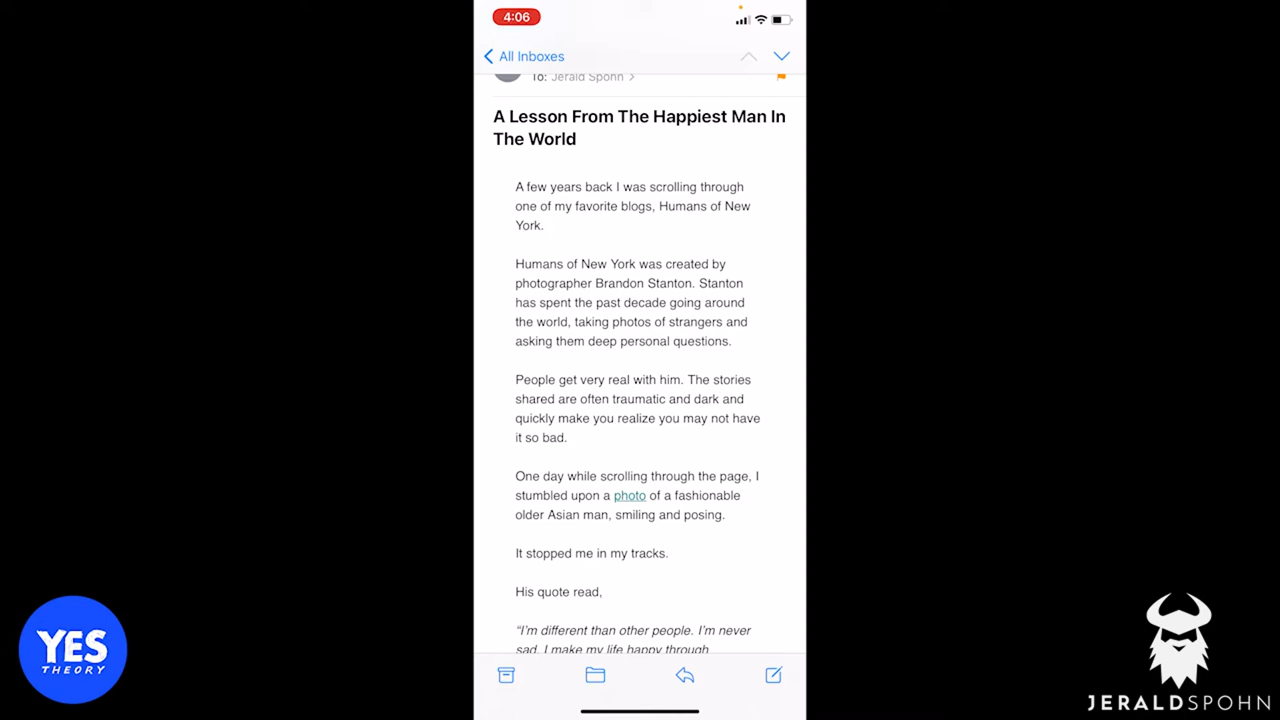 4:06
All Inboxes
To: Jerald Spohn
A Lesson From The Happiest Man In
The World
A few years back I was scrolling through
one of my favorite blogs, Humans of New
York.
Humans of New York was created by
photographer Brandon Stanton. Stanton
has spent the past decade going around
the world, taking photos of strangers and
asking them deep personal questions.
People get very real with him. The stories
shared are often traumatic and dark and
quickly make you realize you may not have
it so bad.
One day while scrolling through the page, I
stumbled upon a photo of a fashionable
older Asian man, smiling and posing.
It stopped me in my tracks.
His quote read,
“I’m different than other people. I’m never
sad. I make my life happy through
YES
THEORY
JERALDSPOHN